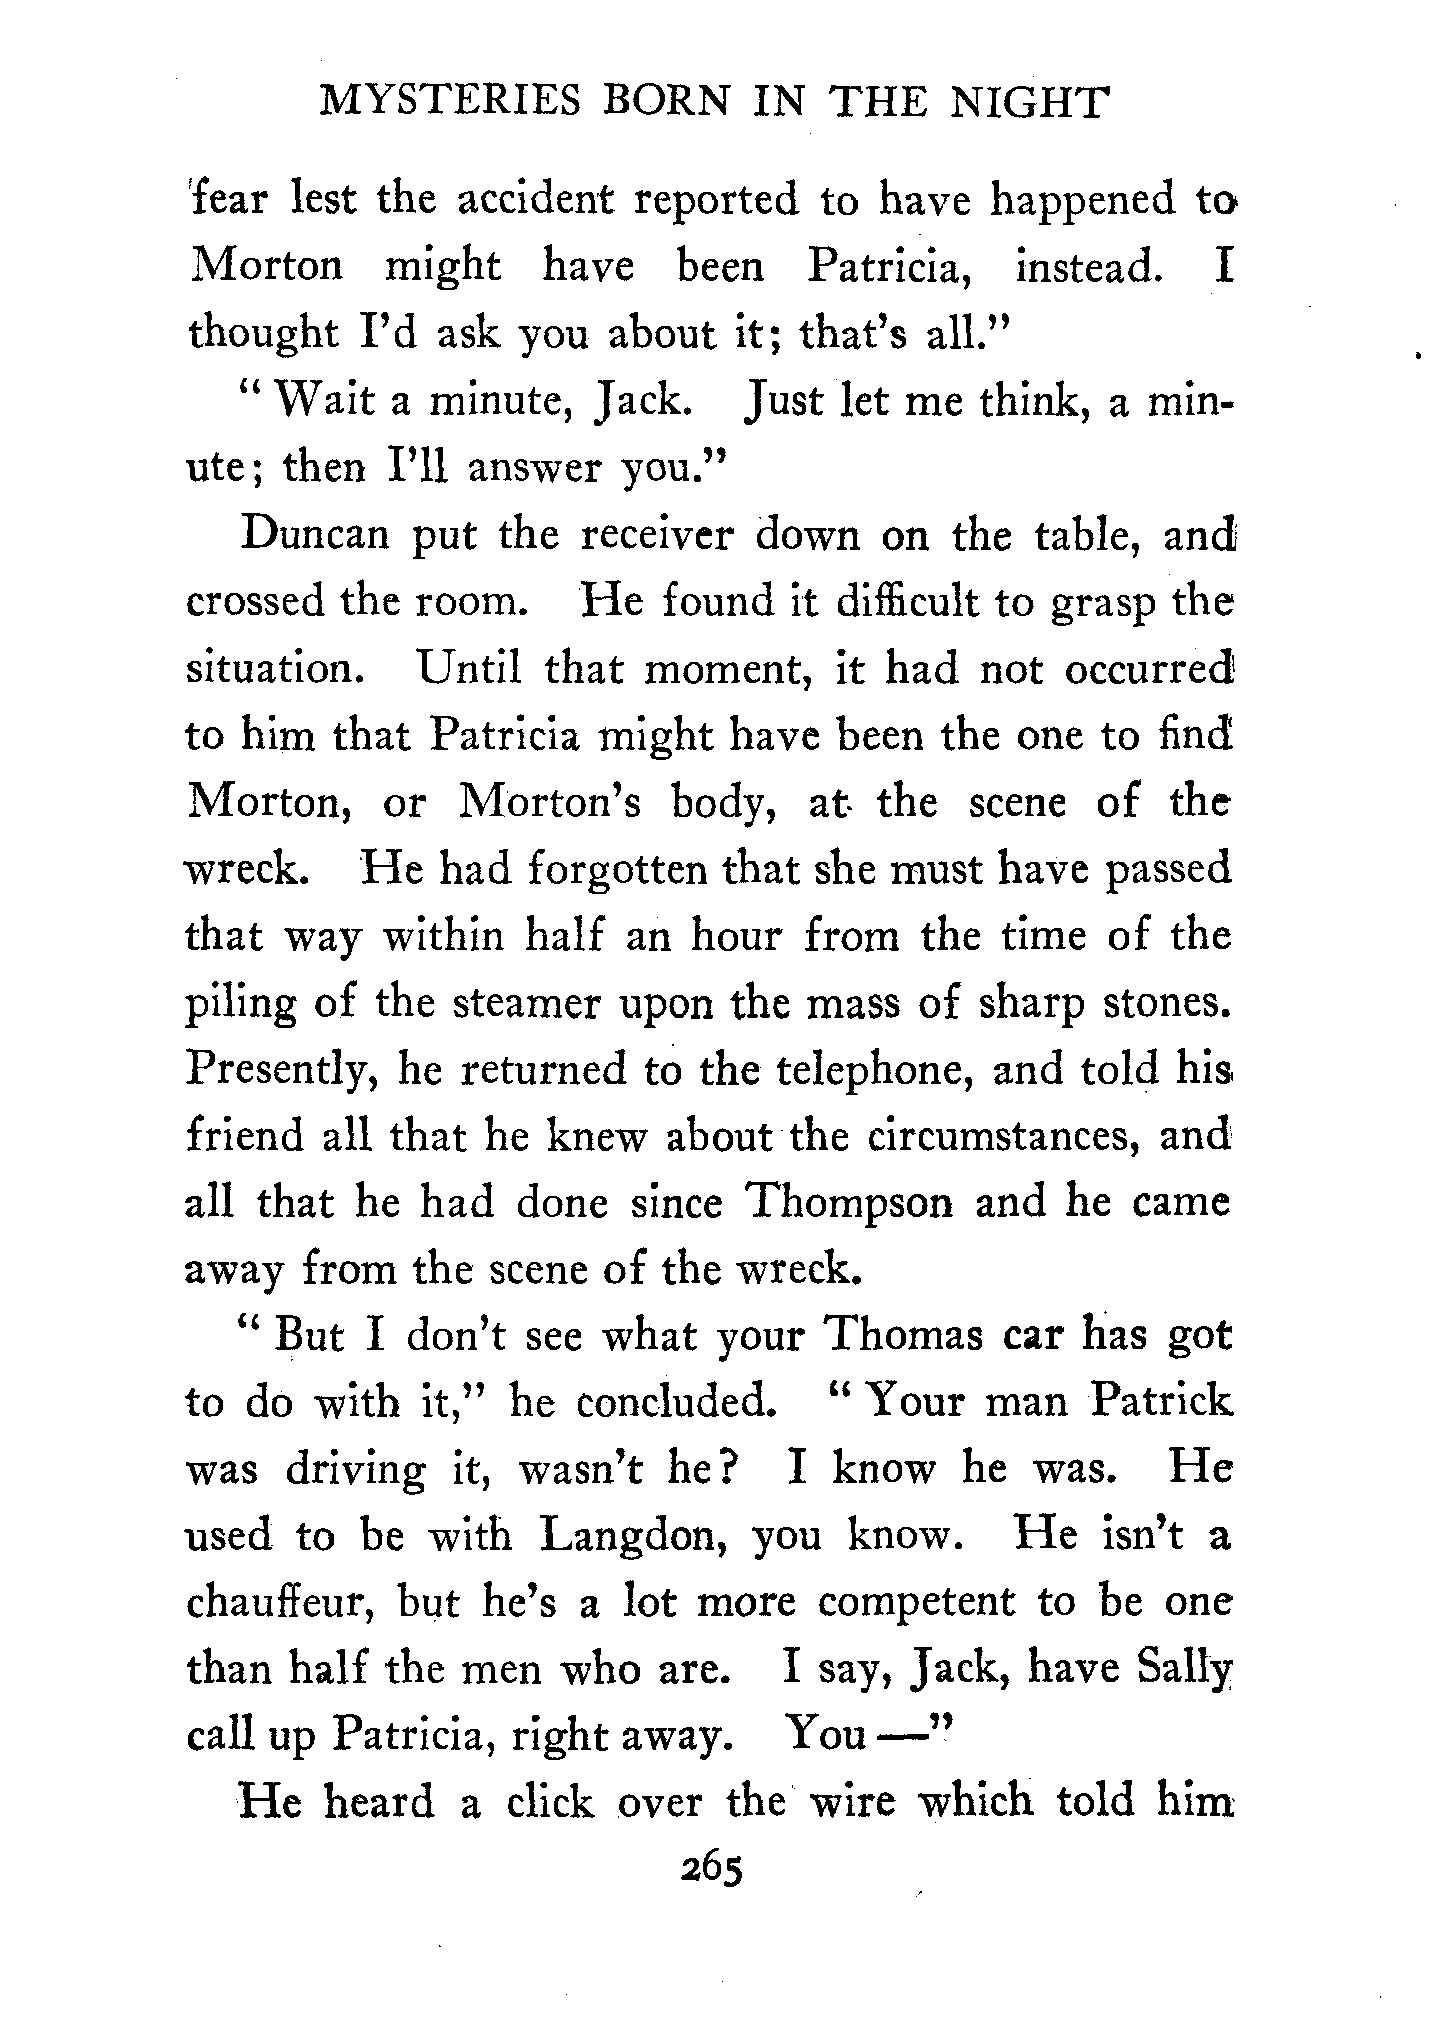 MYSTERIES BORN IN THE NIGHT
fear lest the accident reported to have happened to
Morton might have been Patricia, instead. I
thought I'd ask you about it; that's all."
"Wait a minute, Jack. Just let me think, a min-
ute; then I'll answer you."
Duncan put the receiver down on the table, and
crossed the room. He found it difficult to grasp the
situation. Until that moment, it had not occurred
to him that Patricia might have been the one to find
Morton, or Morton's body, at the scene of the
wreck. He had forgotten that she must have passed
that way within half an hour from the time of the
piling of the steamer upon the mass of sharp stones.
Presently, he returned to the telephone, and told his
friend all that he knew about the circumstances, and
all that he had done since Thompson and he came
away from the scene of the wreck.
"But I don't see what your Thomas car has got
to do with it," he concluded. "Your man Patrick
was driving it, wasn't he? I know he was. He
used to be with Langdon, you know. He isn't a
chauffeur, but he's a lot more competent to be one
than half the men who are. I say, Jack, have Sally
call up Patricia, right away. You—"
He heard a click over the wire which told him
265